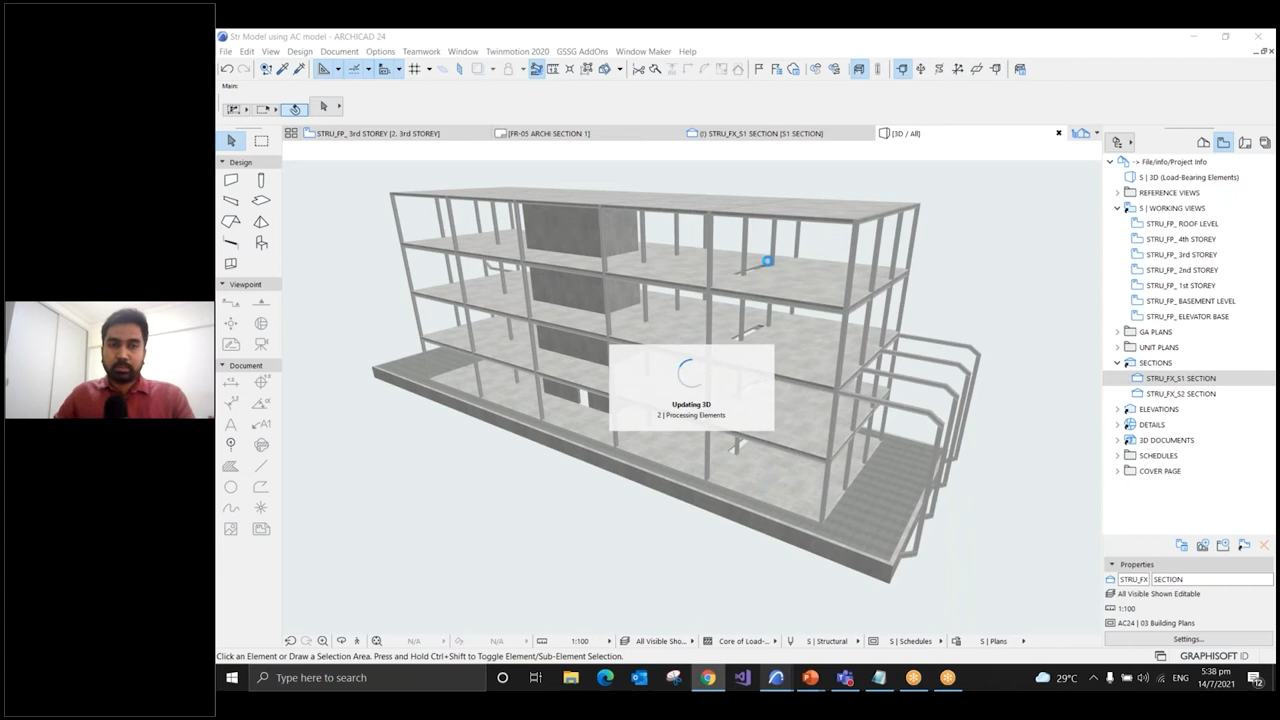 Str Model using AC model - ARCHICAD 24
File Edit View Design Document Options Teamwork Window Twinmotion 2020 GSSG AddOns Window Maker Help
Main:
STRU_FP_ 3rd STOREY [2. 3rd STOREY]
[FR-05 ARCHI SECTION 1]
(!) STRU_FX_S1 SECTION [S1 SECTION]
[3D / All]
Design
Viewpoint
Document
A
A1
Updating 3D
2 | Processing Elements
-> File/info/Project Info
S | 3D (Load-Bearing Elements)
REFERENCE VIEWS
S | WORKING VIEWS
STRU_FP_ ROOF LEVEL
STRU_FP_ 4th STOREY
STRU_FP_ 3rd STOREY
STRU_FP_ 2nd STOREY
STRU_FP_ 1st STOREY
STRU_FP_ BASEMENT LEVEL
STRU_FP_ ELEVATOR BASE
GA PLANS
UNIT PLANS
SECTIONS
STRU_FX_S1 SECTION
STRU_FX_S2 SECTION
ELEVATIONS
DETAILS
3D DOCUMENTS
SCHEDULES
COVER PAGE
Properties
STRU_FX SECTION
All Visible Shown Editable
1:100
AC24 | 03 Building Plans
Settings...
N/A N/A 1:100 All Visible Sho... Core of Load-... S | Structural S | Schedules S | Plans
Click an Element or Draw a Selection Area. Press and Hold Ctrl+Shift to Toggle Element/Sub-Element Selection.
GRAPHISOFT ID
Type here to search
29°C
ENG
5:38 pm
14/7/2021
12